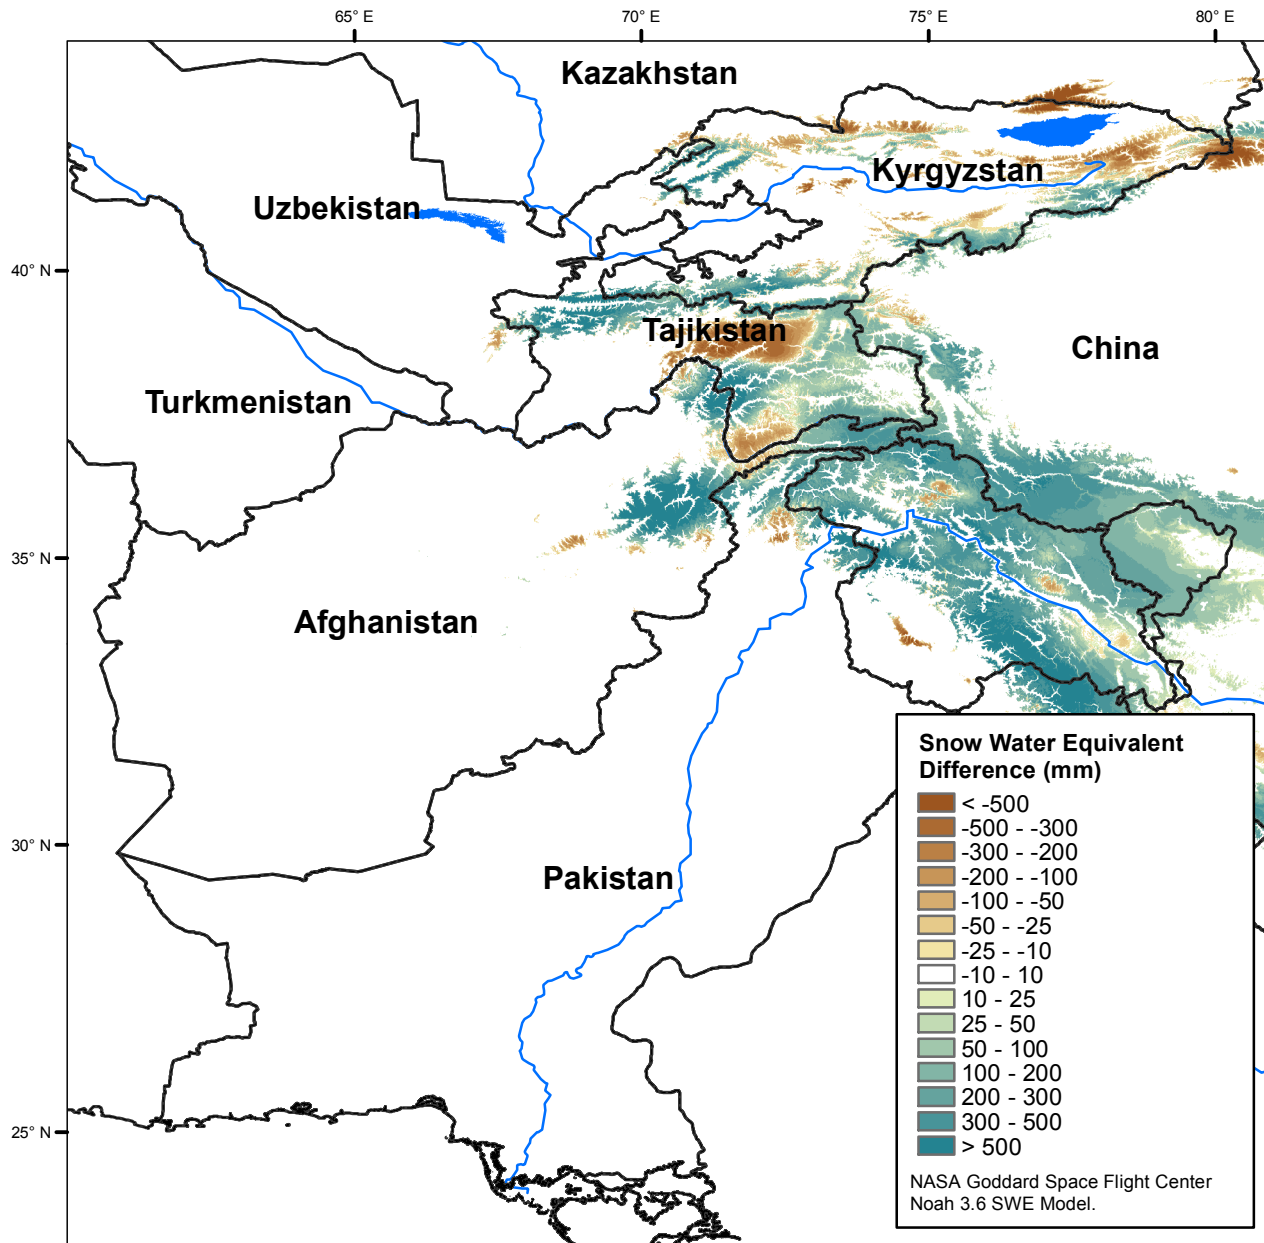 65° E
70° E
75° E
80° E
Kazakhstan
Kyrgyzstan
Uzbekistan
40° N
Tajikistan
China
Turkmenistan
35° N
Afghanistan
Snow Water Equivalent
Difference (mm)
< -500
-500 - -300
-300 - -200
-200 - -100
-100 - -50
-50 - -25
-25 - -10
-10 - 10
10 - 25
25 - 50
50 - 100
100 - 200
200 - 300
300 - 500
> 500
NASA Goddard Space Flight Center
Noah 3.6 SWE Model.
30° N
Pakistan
25° N